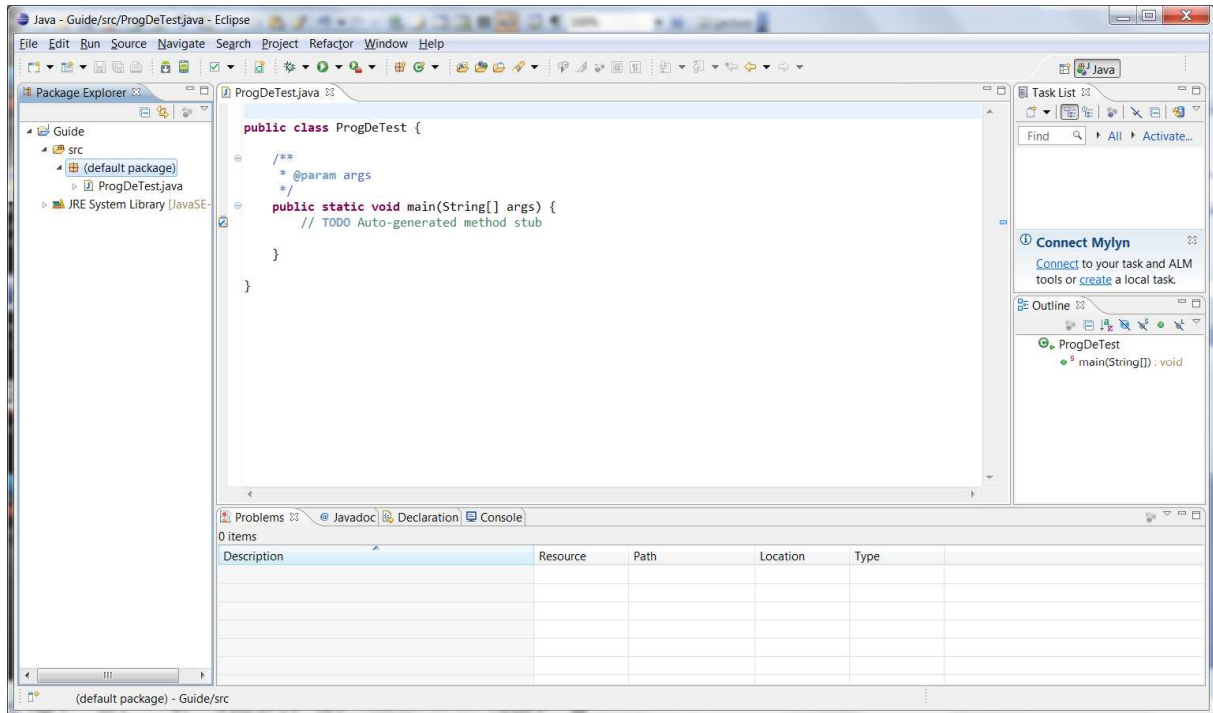 Java - Guide/src/ProgDeTest.java - Eclipse
File Edit Run Source Navigate Search Project Refactor Window Help
Java
Package Explorer
Guide
src
(default package)
ProgDeTest.java
JRE System Library [JavaSE-
ProgDeTest.java
public class ProgDeTest {
/**
* @param args
*/
public static void main(String[] args) {
// TODO Auto-generated method stub
}
}
Task List
Find All Activate...
Connect Mylyn
Connect to your task and ALM
tools or create a local task.
Outline
ProgDeTest
main(String[]) : void
Problems @ Javadoc Declaration Console
0 items
Description Resource Path Location Type
(default package) - Guide/src